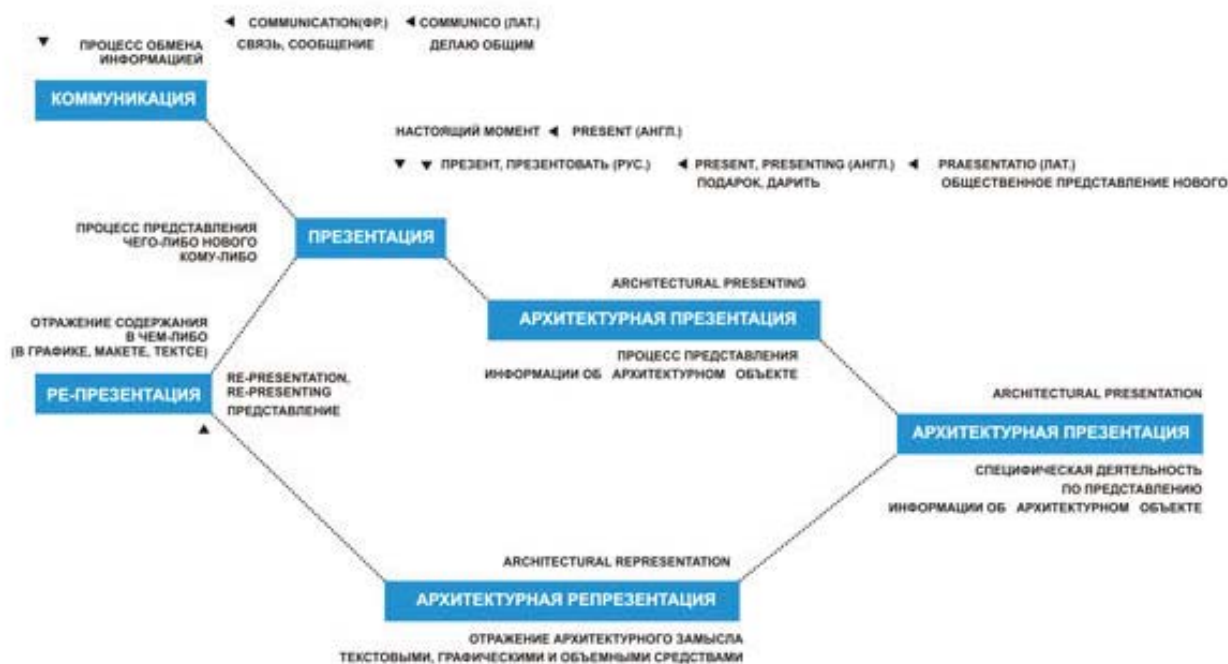 ◄ COMMUNICATION(ФР.) ◄ COMMUNICO (ЛАТ.)
СВЯЗЬ, СООБЩЕНИЕ ДЕЛАЮ ОБЩИМ
▼ ПРОЦЕСС ОБМЕНА
ИНФОРМАЦИЕЙ
КОММУНИКАЦИЯ
НАСТОЯЩИЙ МОМЕНТ ◄ PRESENT (АНГЛ.)
▼ ▼ ПРЕЗЕНТ, ПРЕЗЕНТОВАТЬ (РУС.) ◄ PRESENT, PRESENTING (АНГЛ.) ◄ PRAESENTATIO (ЛАТ.)
ПОДАРОК, ДАРИТЬ ОБЩЕСТВЕННОЕ ПРЕДСТАВЛЕНИЕ НОВОГО
ПРОЦЕСС ПРЕДСТАВЛЕНИЯ
ЧЕГО-ЛИБО НОВОГО
КОМУ-ЛИБО
ПРЕЗЕНТАЦИЯ
ARCHITECTURAL PRESENTING
АРХИТЕКТУРНАЯ ПРЕЗЕНТАЦИЯ
ПРОЦЕСС ПРЕДСТАВЛЕНИЯ
ИНФОРМАЦИИ ОБ АРХИТЕКТУРНОМ ОБЪЕКТЕ
ОТРАЖЕНИЕ СОДЕРЖАНИЯ
В ЧЕМ-ЛИБО
(В ГРАФИКЕ, МАКЕТЕ, ТЕКТСЕ)
РЕ-ПРЕЗЕНТАЦИЯ
RE-PRESENTATION,
RE-PRESENTING
ПРЕДСТАВЛЕНИЕ
▲
ARCHITECTURAL PRESENTATION
АРХИТЕКТУРНАЯ ПРЕЗЕНТАЦИЯ
СПЕЦИФИЧЕСКАЯ ДЕЯТЕЛЬНОСТЬ
ПО ПРЕДСТАВЛЕНИЮ
ИНФОРМАЦИИ ОБ АРХИТЕКТУРНОМ ОБЪЕКТЕ
ARCHITECTURAL REPRESENTATION
АРХИТЕКТУРНАЯ РЕПРЕЗЕНТАЦИЯ
ОТРАЖЕНИЕ АРХИТЕКТУРНОГО ЗАМЫСЛА
ТЕКСТОВЫМИ, ГРАФИЧЕСКИМИ И ОБЪЕМНЫМИ СРЕДСТВАМИ